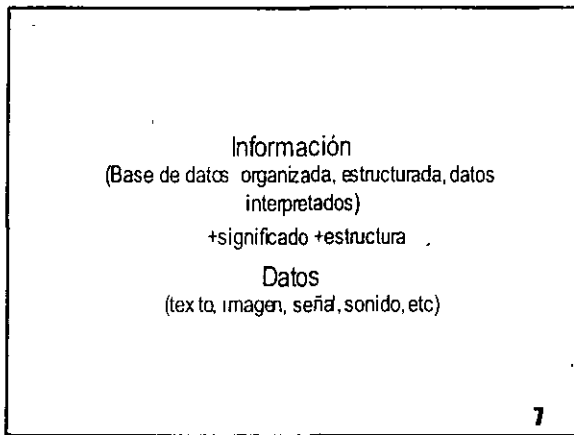 Información
(Base de datos organizada, estructurada, datos
interpretados)
+significado +estructura
Datos
(texto, imagen, señal, sonido, etc)
7